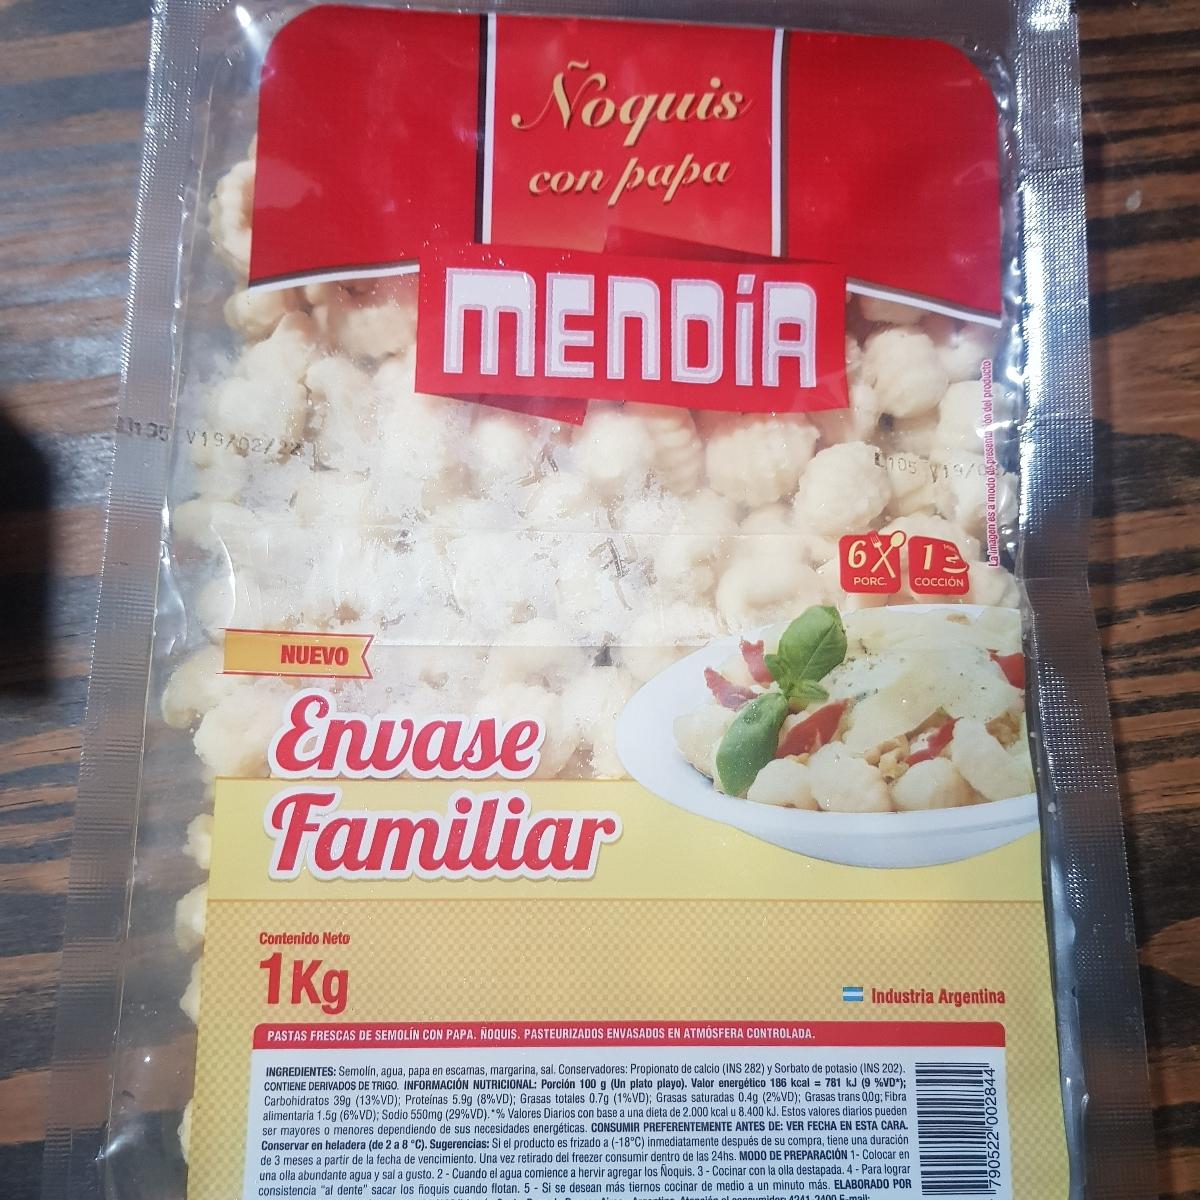 Ñoquis
con papa
MENDÍA
V19/02/22
L105 V19/0
La imagen es a modo de presentación del producto
6
PORC.
1
COCCIÓN
NUEVO
Envase
Familiar
Contenido Neto
1Kg
Industria Argentina
PASTAS FRESCAS DE SEMOLÍN CON PAPA. ÑOQUIS. PASTEURIZADOS ENVASADOS EN ATMÓSFERA CONTROLADA.
INGREDIENTES: Semolín, agua, papa en escamas, margarina, sal. Conservadores: Propionato de calcio (INS 282) y Sorbato de potasio (INS 202).
CONTIENE DERIVADOS DE TRIGO. INFORMACIÓN NUTRICIONAL: Porción 100 g (Un plato playo). Valor energético 186 kcal = 781 kJ (9 %VD*);
Carbohidratos 39g (13%VD); Proteínas 5.9g (8%VD); Grasas totales 0.7g (1%VD); Grasas saturadas 0.4g (2%VD); Grasas trans 0,0g; Fibra
alimentaria 1.5g (6%VD); Sodio 550mg (29%VD).*% Valores Diarios con base a una dieta de 2.000 kcal u 8.400 kJ. Estos valores diarios pueden
ser mayores o menores dependiendo de sus necesidades energéticas. CONSUMIR PREFERENTEMENTE ANTES DE: VER FECHA EN ESTA CARA.
Conservar en heladera (de 2 a 8 °C). Sugerencias: Si el producto es frizado a (-18°C) inmediatamente después de su compra, tiene una duración
de 3 meses a partir de la fecha de vencimiento. Una vez retirado del freezer consumir dentro de las 24hs. MODO DE PREPARACIÓN 1- Colocar en
una olla abundante agua y sal a gusto. 2 - Cuando el agua comience a hervir agregar los Ñoquis. 3 - Cocinar con la olla destapada. 4 - Para lograr
consistencia "al dente" sacar los ñoquis cuando flotan. 5 - Si se desean más tiernos cocinar de medio a un minuto más. ELABORADO POR
790522 002844